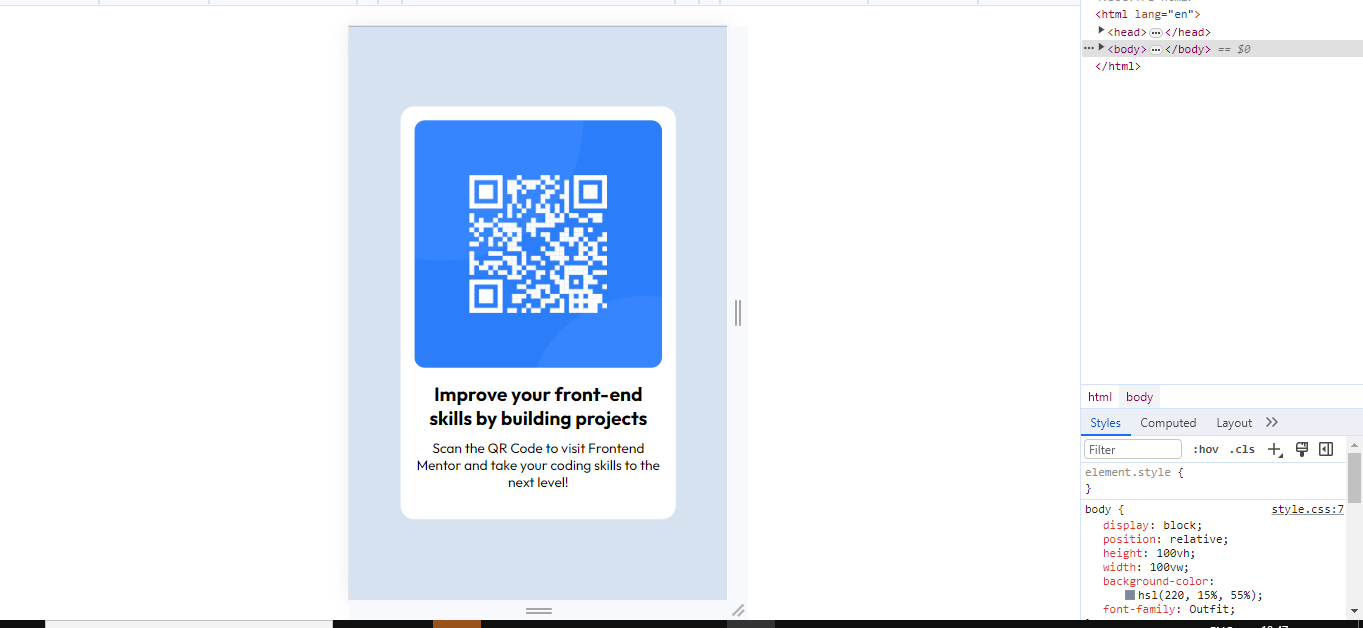 <html lang="en">
<head> ... </head>
... <body> ... </body> == $0
</html>
Improve your front-end
skills by building projects
Scan the QR Code to visit Frontend
Mentor and take your coding skills to the
next level!
html body
Styles Computed Layout >>
Filter :hov .cls +
element.style {
}
body { style.css:7
display: block;
position: relative;
height: 100vh;
width: 100vw;
background-color:
hsl(220, 15%, 55%);
font-family: Outfit;